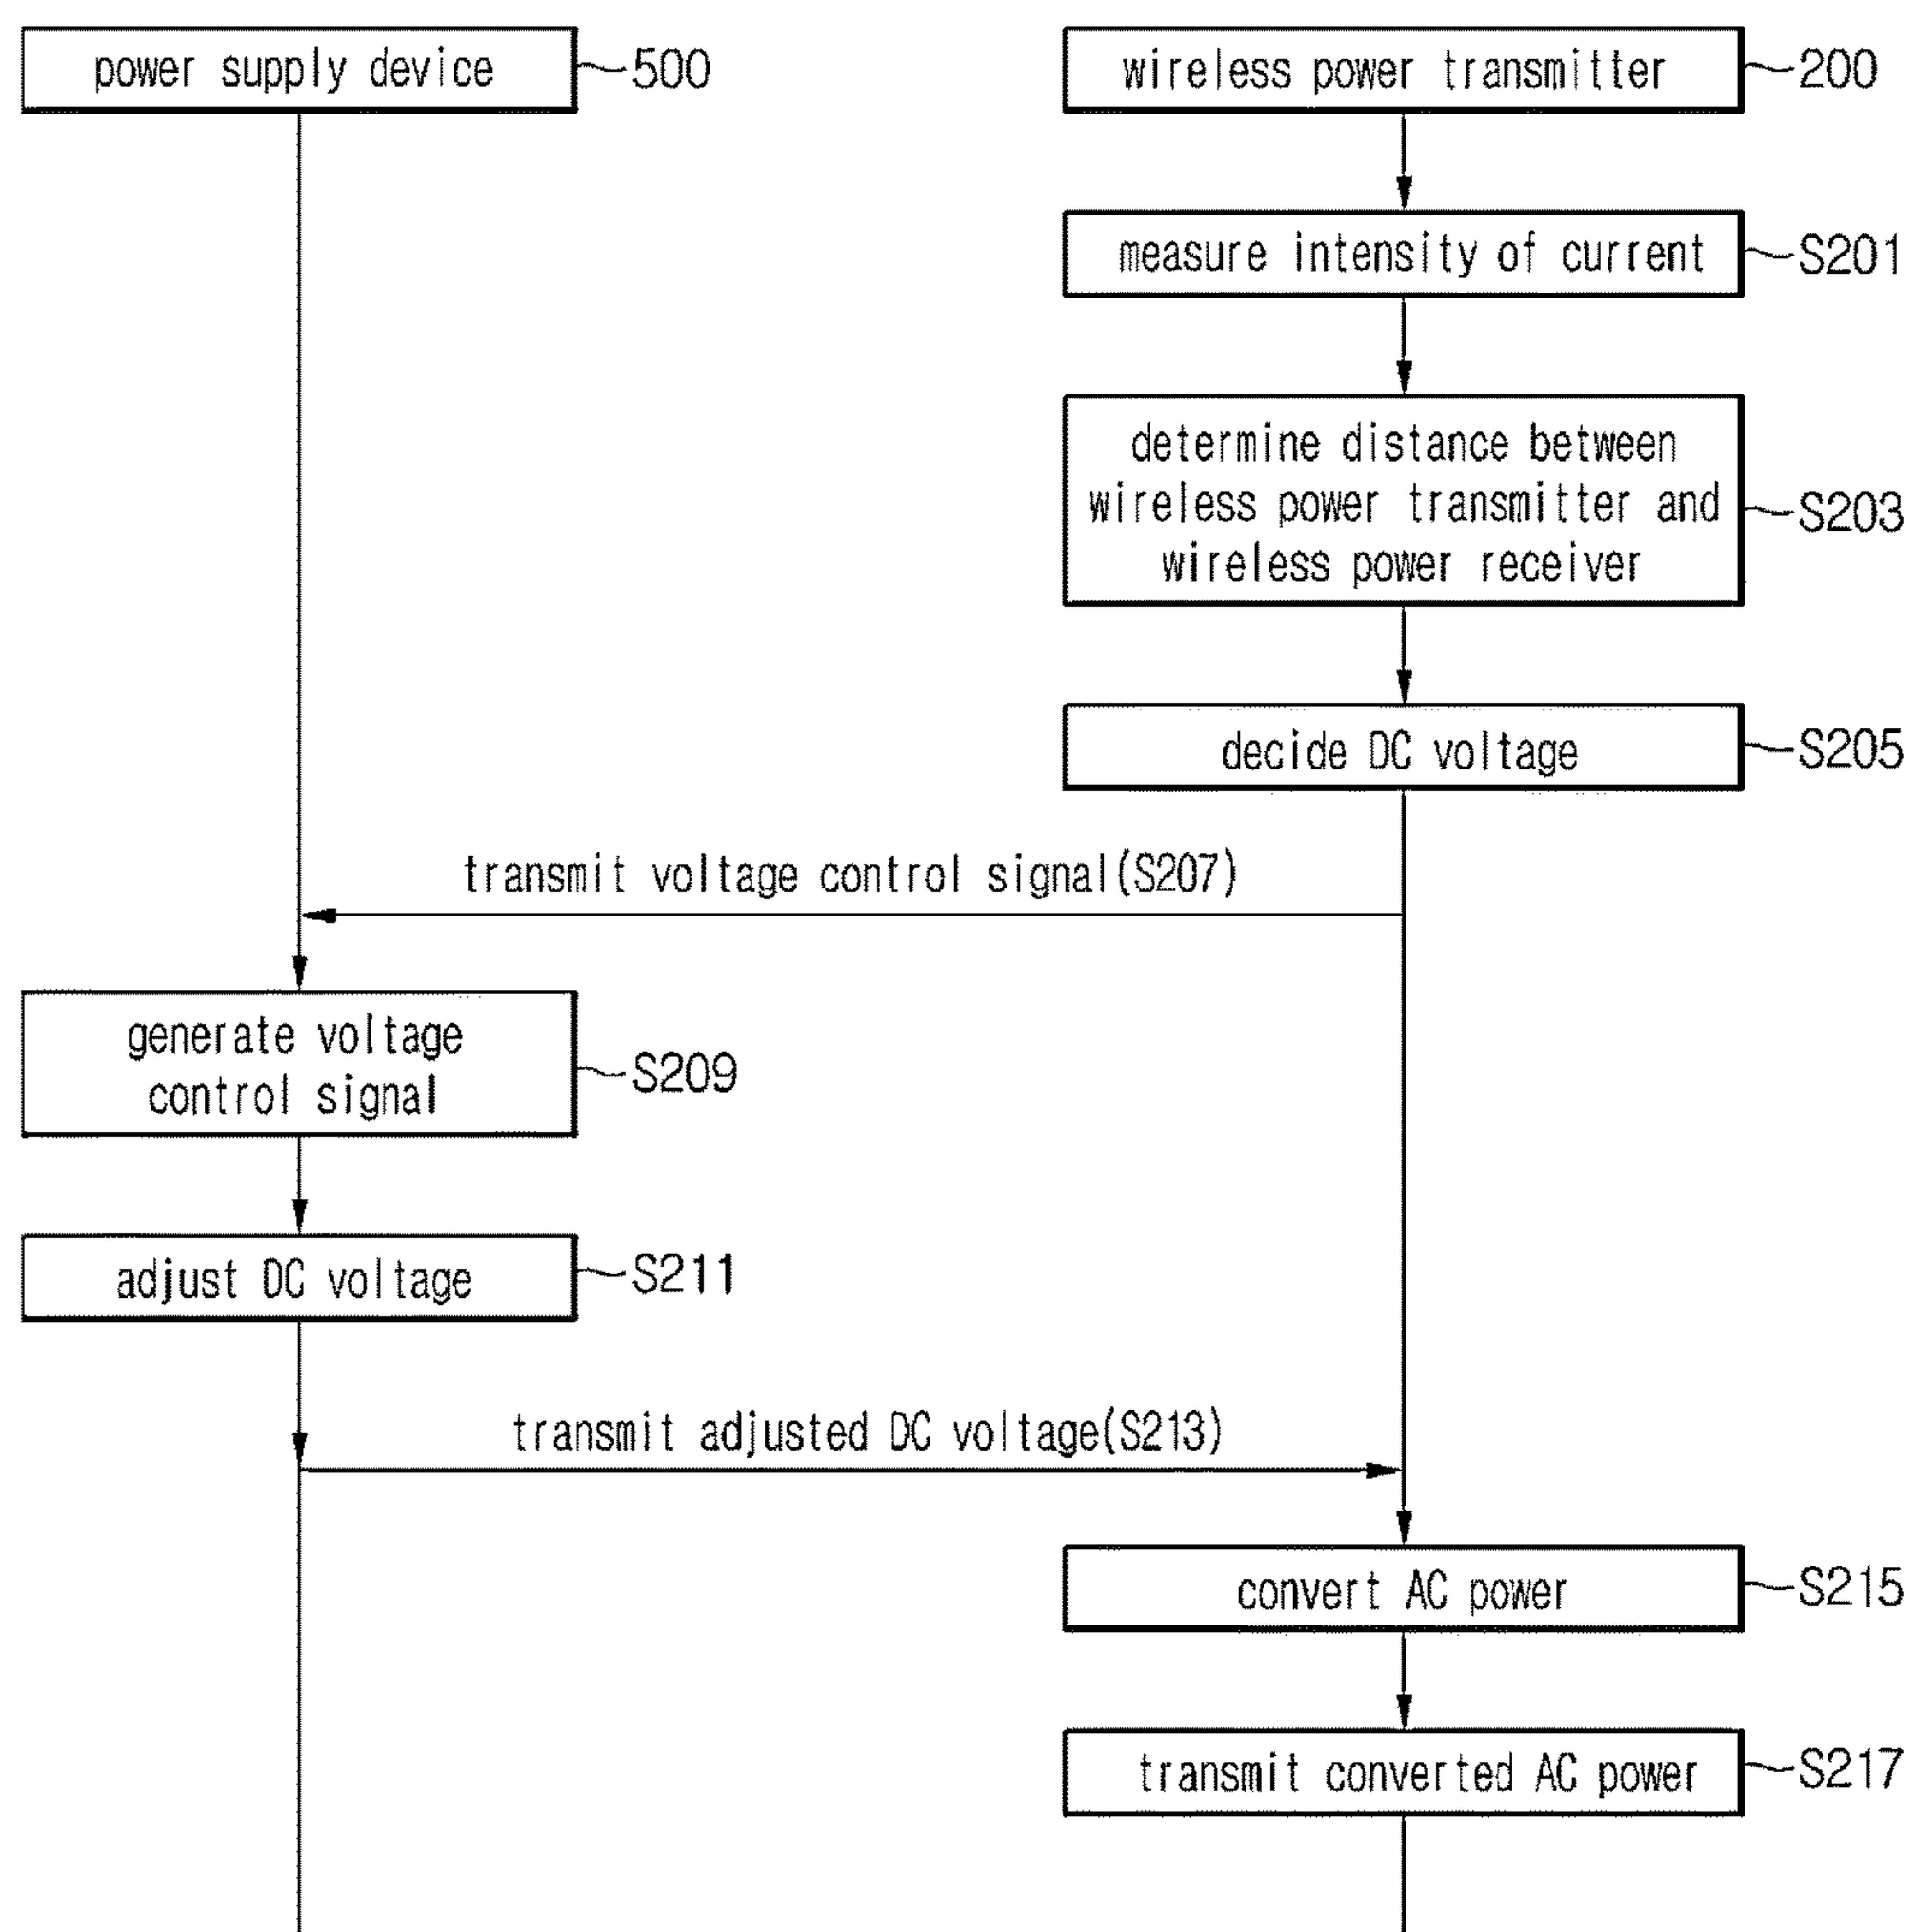 power supply device
500
wireless power transmitter
200
measure intensity of current
S201
determine distance between
wireless power transmitter and
wireless power receiver
S203
decide DC voltage
S205
transmit voltage control signal(S207)
generate voltage
control signal
S209
adjust DC voltage
S211
transmit adjusted DC voltage(S213)
convert AC power
S215
transmit converted AC power
S217